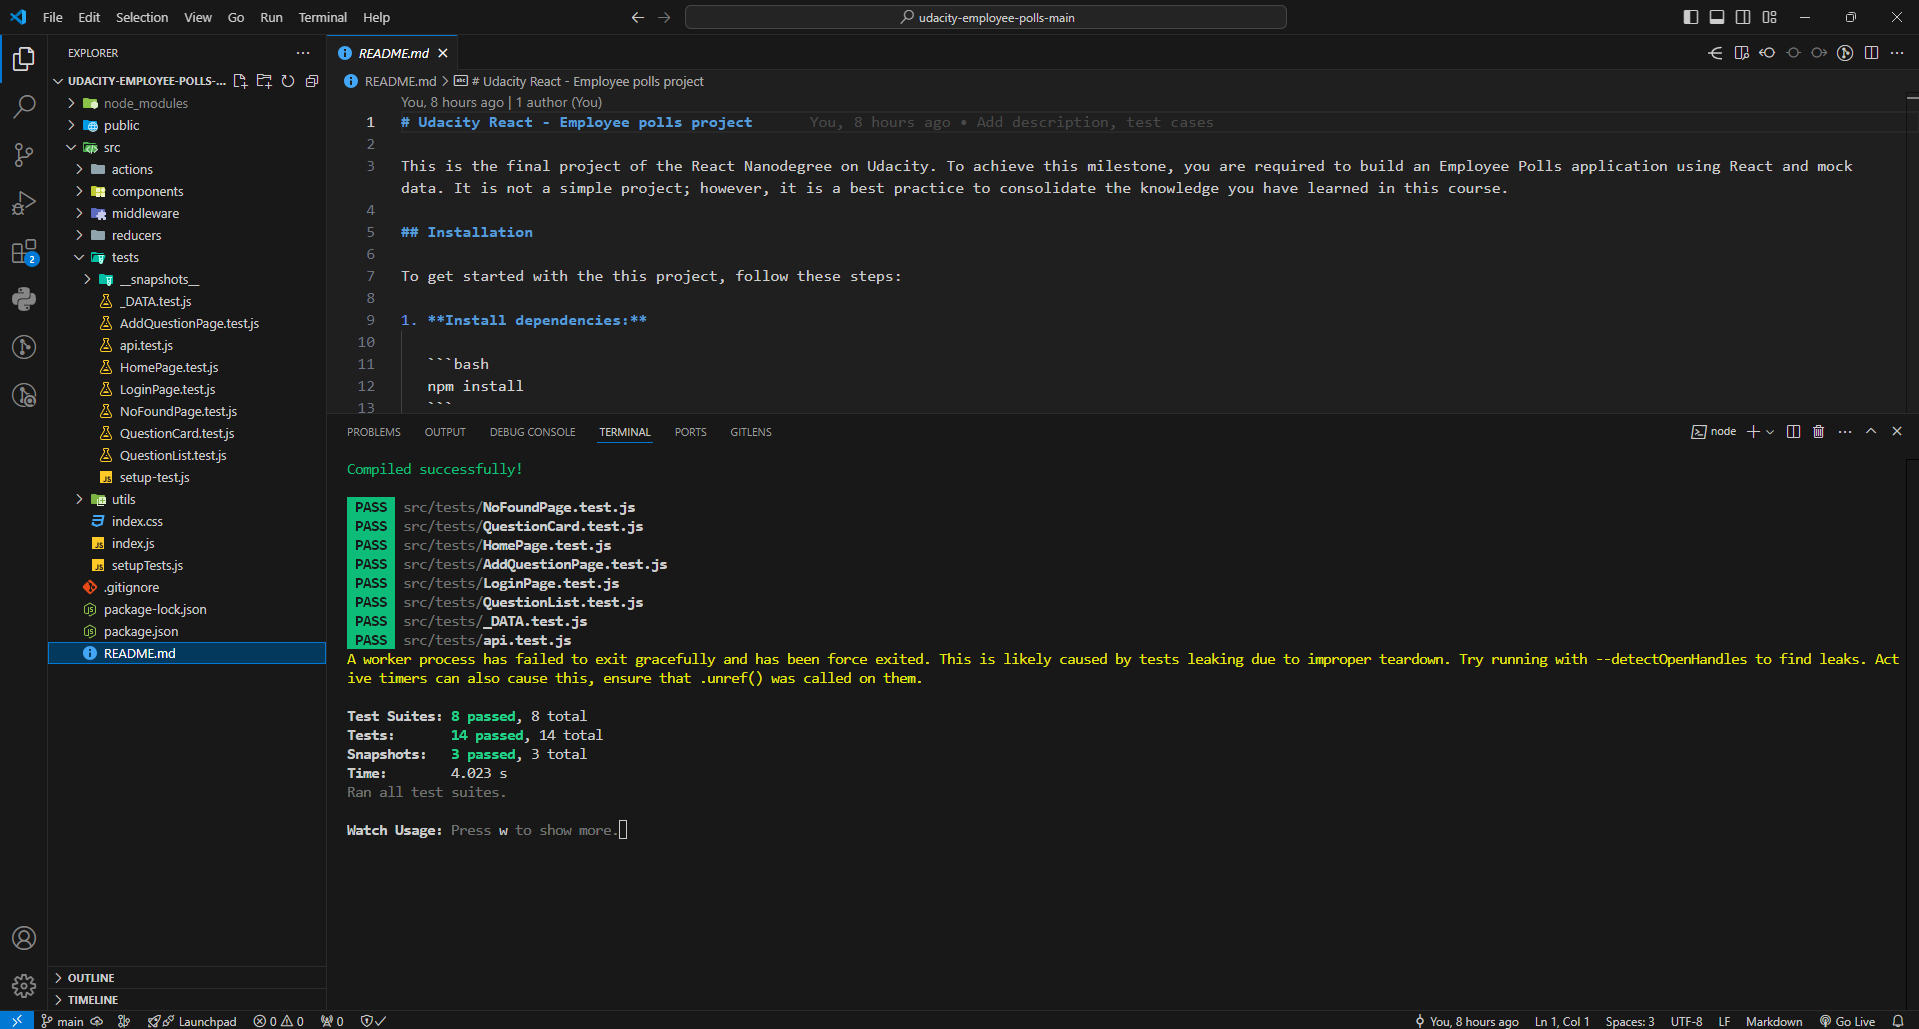 File Edit Selection View Go Run Terminal Help
udacity-employee-polls-main
EXPLORER
UDACITY-EMPLOYEE-POLLS-...
node_modules
public
src
actions
components
middleware
reducers
tests
__snapshots__
_DATA.test.js
AddQuestionPage.test.js
api.test.js
HomePage.test.js
LoginPage.test.js
NoFoundPage.test.js
QuestionCard.test.js
QuestionList.test.js
setup-test.js
utils
index.css
index.js
setupTests.js
.gitignore
package-lock.json
package.json
README.md
OUTLINE
TIMELINE
2
README.md
README.md > # Udacity React - Employee polls project
You, 8 hours ago | 1 author (You)
1 # Udacity React - Employee polls project You, 8 hours ago • Add description, test cases
2
3 This is the final project of the React Nanodegree on Udacity. To achieve this milestone, you are required to build an Employee Polls application using React and mock
data. It is not a simple project; however, it is a best practice to consolidate the knowledge you have learned in this course.
4
5 ## Installation
6
7 To get started with the this project, follow these steps:
8
9 1. **Install dependencies:**
10
11 ```bash
12 npm install
13 ```
PROBLEMS OUTPUT DEBUG CONSOLE TERMINAL PORTS GITLENS
node
Compiled successfully!
PASS src/tests/NoFoundPage.test.js
PASS src/tests/QuestionCard.test.js
PASS src/tests/HomePage.test.js
PASS src/tests/AddQuestionPage.test.js
PASS src/tests/LoginPage.test.js
PASS src/tests/QuestionList.test.js
PASS src/tests/_DATA.test.js
PASS src/tests/api.test.js
A worker process has failed to exit gracefully and has been force exited. This is likely caused by tests leaking due to improper teardown. Try running with --detectOpenHandles to find leaks. Act
ive timers can also cause this, ensure that .unref() was called on them.
Test Suites: 8 passed, 8 total
Tests: 14 passed, 14 total
Snapshots: 3 passed, 3 total
Time: 4.023 s
Ran all test suites.
Watch Usage: Press w to show more.
main Launchpad 0 0 0 You, 8 hours ago Ln 1, Col 1 Spaces: 3 UTF-8 LF Markdown Go Live